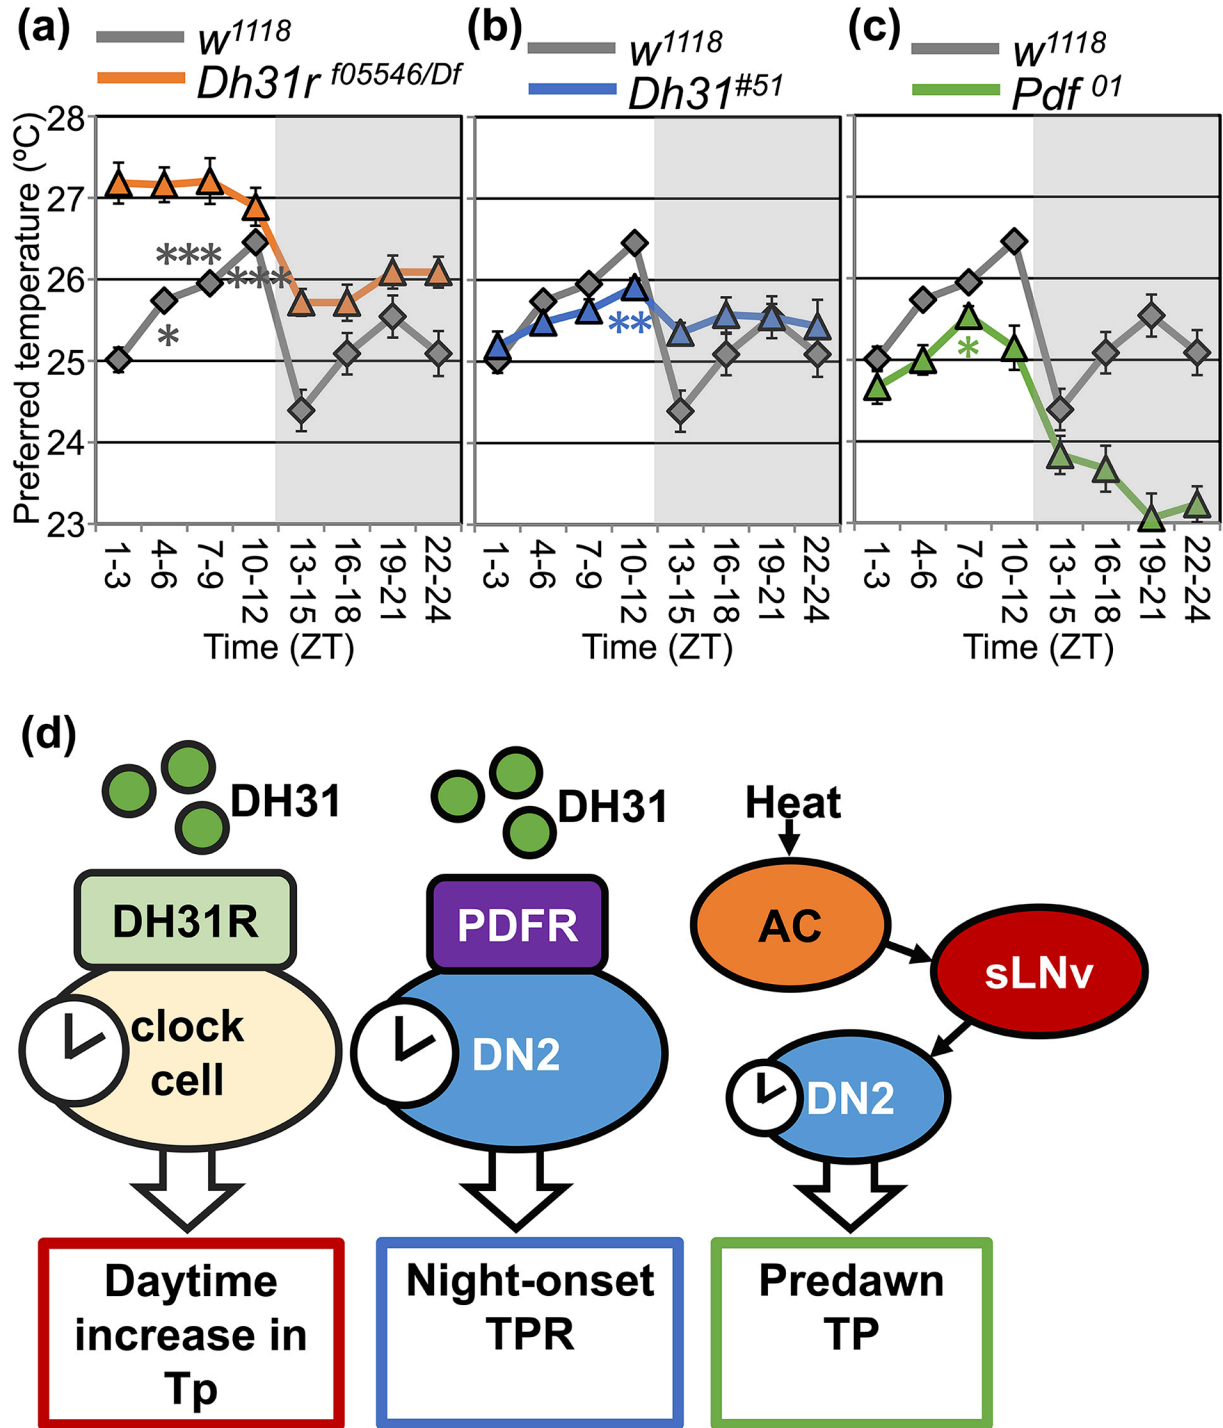 (a)
w1118
Dh31r f05546/Df
(b)
w1118
Dh31#51
(c)
w1118
Pdf 01
Preferred temperature (ºC)
28
27
26
25
24
23
***
*
***
**
*
1-3
4-6
7-9
10-12
13-15
16-18
19-21
22-24
Time (ZT)
1-3
4-6
7-9
10-12
13-15
16-18
19-21
22-24
Time (ZT)
1-3
4-6
7-9
10-12
13-15
16-18
19-21
22-24
Time (ZT)
(d)
DH31
DH31R
clock
cell
Daytime
increase in
Tp
DH31
PDFR
DN2
Night-onset
TPR
Heat
AC
sLNv
DN2
Predawn
TP